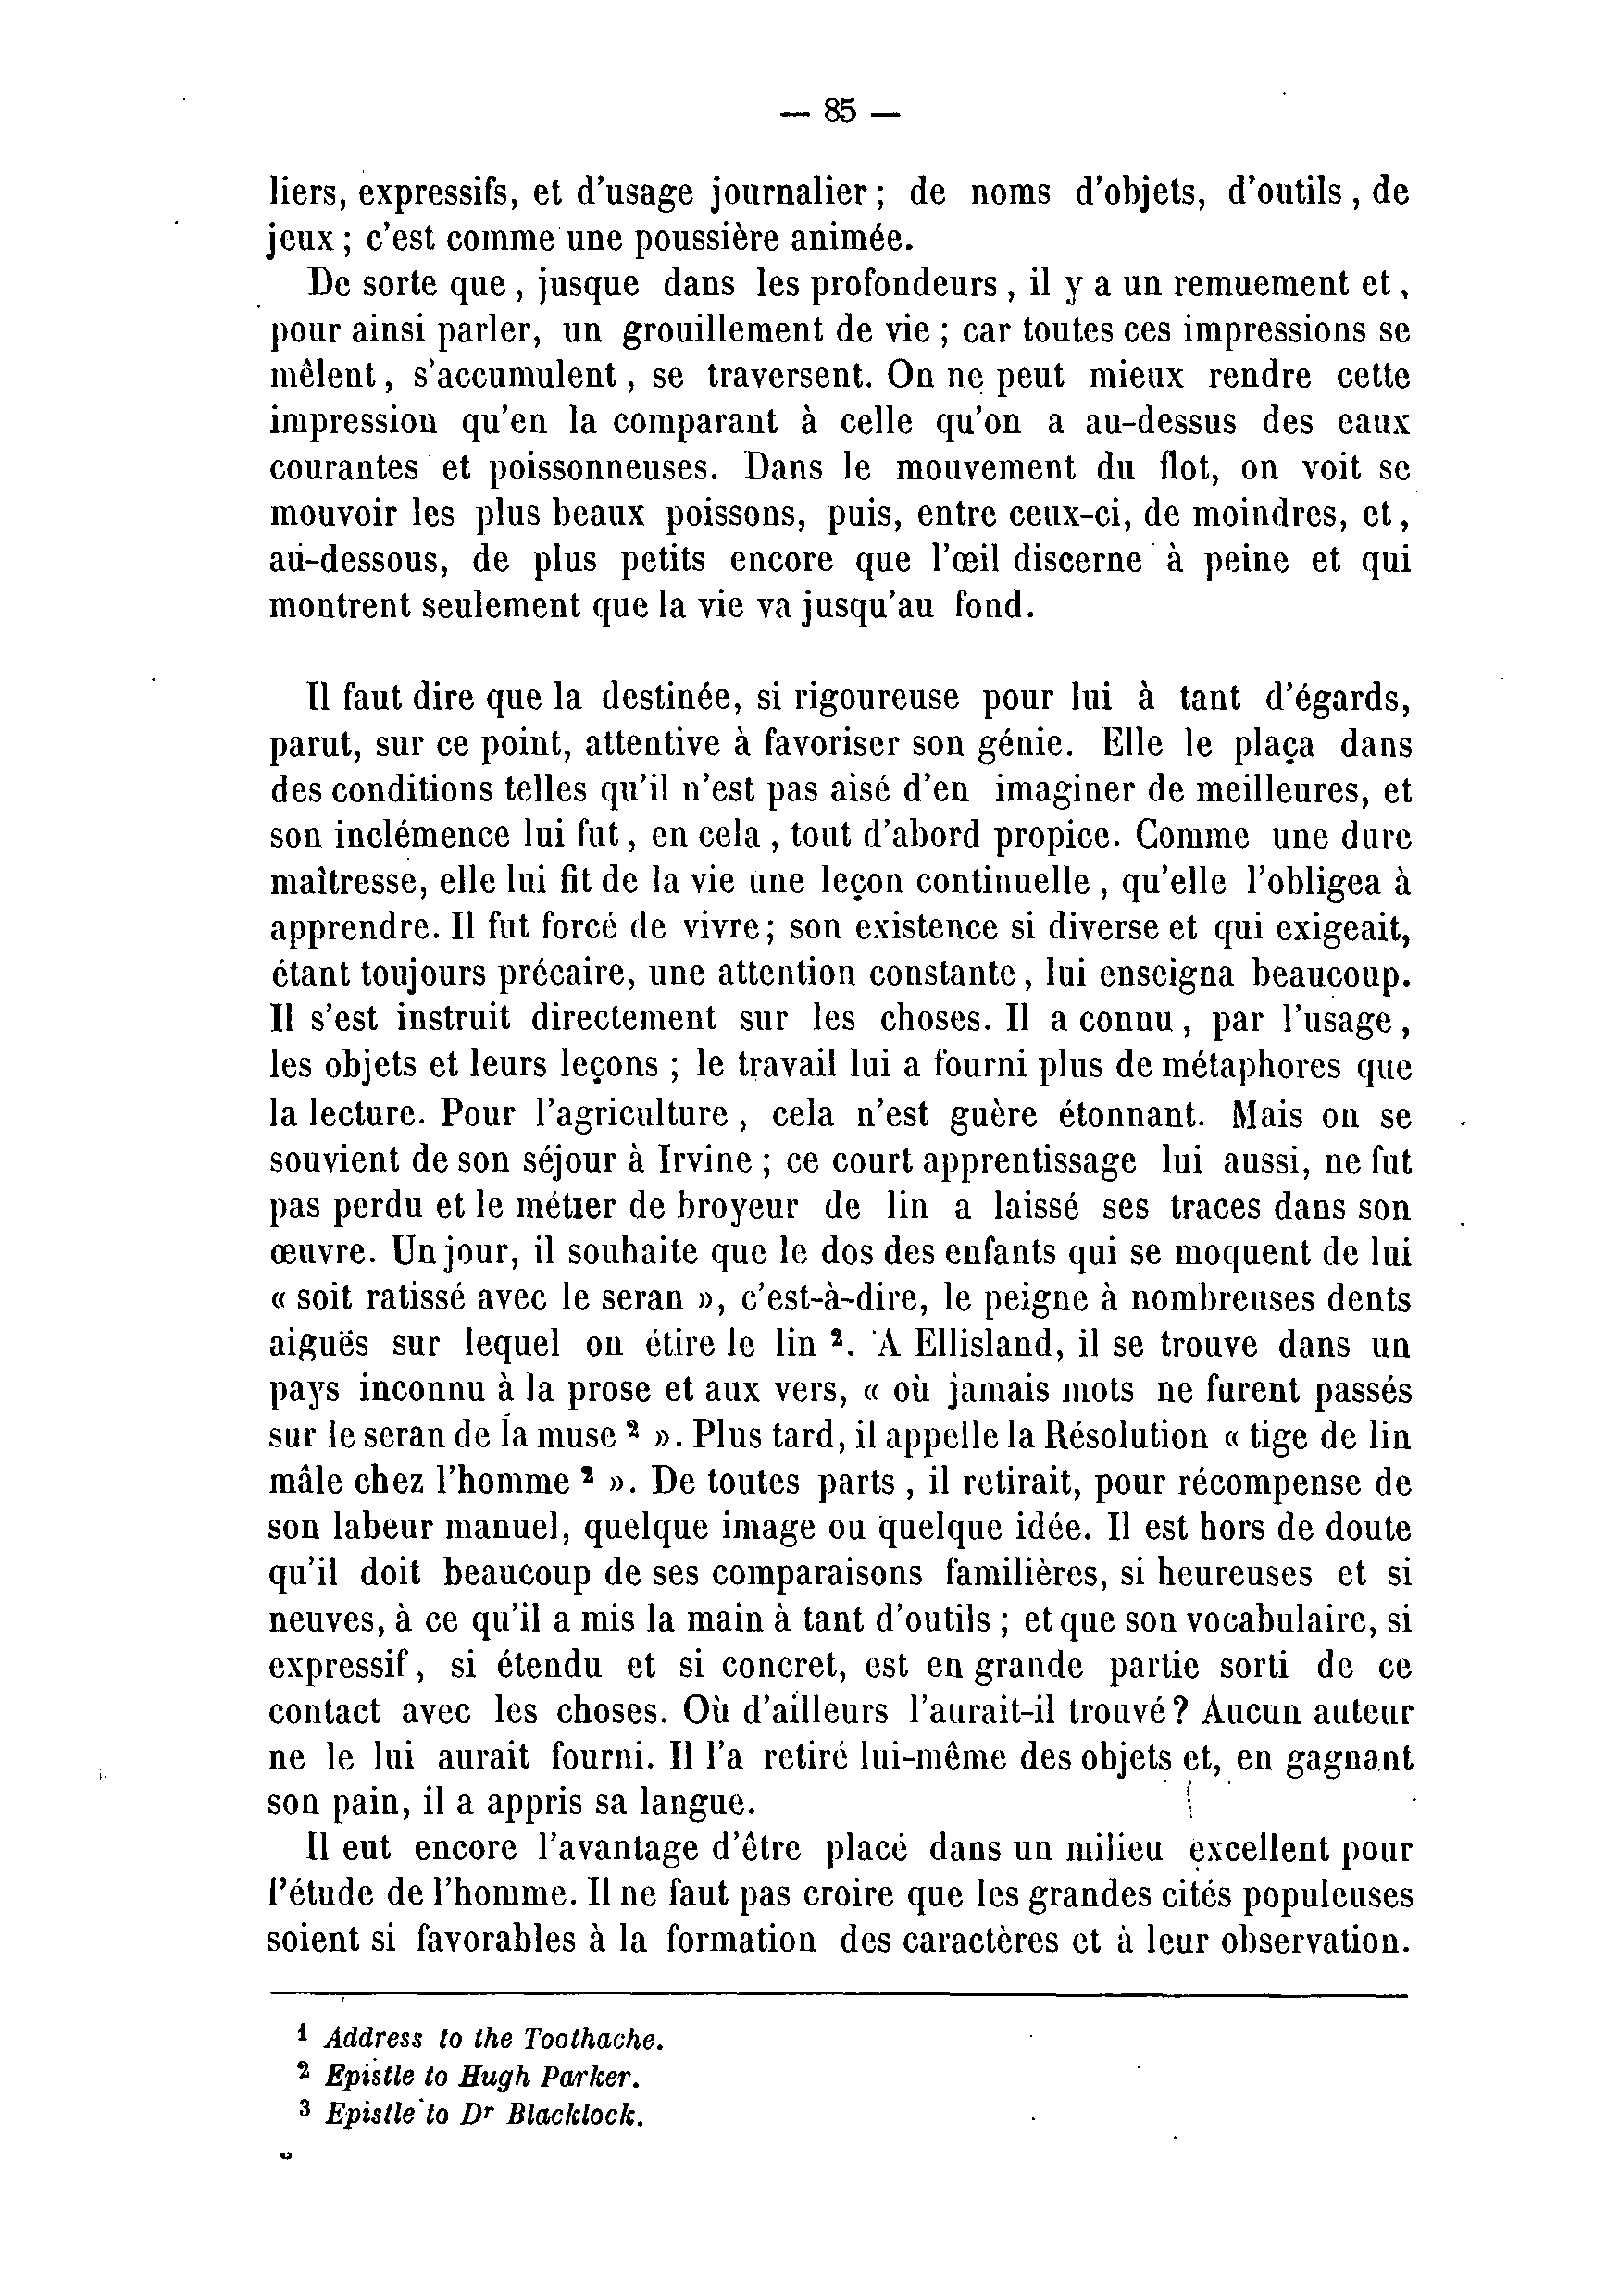 — 85 —
liers, expressifs, et d'usage journalier ; de noms d'objets, d'outils, de
jeux ; c'est comme une poussière animée.
De sorte que, jusque dans les profondeurs, il y a un remuement et,
pour ainsi parler, un grouillement de vie ; car toutes ces impressions se
mêlent, s'accumulent, se traversent. On ne peut mieux rendre cette
impression qu'en la comparant à celle qu'on a au-dessus des eaux
courantes et poissonneuses. Dans le mouvement du flot, on voit se
mouvoir les plus beaux poissons, puis, entre ceux-ci, de moindres, et,
au-dessous, de plus petits encore que l'œil discerne à peine et qui
montrent seulement que la vie va jusqu'au fond.
Il faut dire que la destinée, si rigoureuse pour lui à tant d'égards,
parut, sur ce point, attentive à favoriser son génie. Elle le plaça dans
des conditions telles qu'il n'est pas aisé d'en imaginer de meilleures, et
son inclémence lui fut, en cela, tout d'abord propice. Comme une dure
maîtresse, elle lui fit de la vie une leçon continuelle, qu'elle l'obligea à
apprendre. Il fut forcé de vivre ; son existence si diverse et qui exigeait,
étant toujours précaire, une attention constante, lui enseigna beaucoup.
Il s'est instruit directement sur les choses. Il a connu, par l'usage,
les objets et leurs leçons ; le travail lui a fourni plus de métaphores que
la lecture. Pour l'agriculture, cela n'est guère étonnant. Mais on se
souvient de son séjour à Irvine ; ce court apprentissage lui aussi, ne fut
pas perdu et le métier de broyeur de lin a laissé ses traces dans son
œuvre. Un jour, il souhaite que le dos des enfants qui se moquent de lui
« soit ratissé avec le seran », c'est-à-dire, le peigne à nombreuses dents
aiguës sur lequel on étire le lin ². A Ellisland, il se trouve dans un
pays inconnu à la prose et aux vers, « où jamais mots ne furent passés
sur le seran de la muse ² ». Plus tard, il appelle la Résolution « tige de lin
mâle chez l'homme ² ». De toutes parts, il retirait, pour récompense de
son labeur manuel, quelque image ou quelque idée. Il est hors de doute
qu'il doit beaucoup de ses comparaisons familières, si heureuses et si
neuves, à ce qu'il a mis la main à tant d'outils ; et que son vocabulaire, si
expressif, si étendu et si concret, est en grande partie sorti de ce
contact avec les choses. Où d'ailleurs l'aurait-il trouvé ? Aucun auteur
ne le lui aurait fourni. Il l'a retiré lui-même des objets et, en gagnant
son pain, il a appris sa langue.
Il eut encore l'avantage d'être placé dans un milieu excellent pour
l'étude de l'homme. Il ne faut pas croire que les grandes cités populeuses
soient si favorables à la formation des caractères et à leur observation.
¹ Address to the Toothache.
² Epistle to Hugh Parker.
³ Epistle to Dʳ Blacklock.